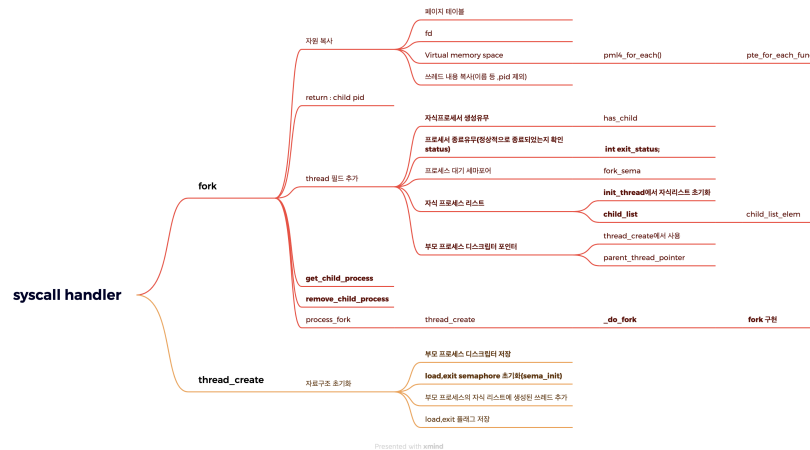 syscall handler
fork
자원 복사
페이지 테이블
fd
Virtual memory space
pml4_for_each()
pte_for_each_func
쓰레드 내용 복사(이름 등 ,pid 제외)
return : child pid
thread 필드 추가
자식프로세서 생성유무
has_child
프로세서 종료유무(정상적으로 종료되었는지 확인
status)
int exit_status;
프로세스 대기 세마포어
fork_sema
자식 프로세스 리스트
init_thread에서 자식리스트 초기화
child_list
child_list_elem
부모 프로세스 디스크립터 포인터
thread_create에서 사용
parent_thread_pointer
get_child_process
remove_child_process
process_fork
thread_create
_do_fork
fork 구현
thread_create
자료구조 초기화
부모 프로세스 디스크립터 저장
load,exit semaphore 초기화(sema_init)
부모 프로세스의 자식 리스트에 생성된 쓰레드 추가
load,exit 플래그 저장
Presented with xmind